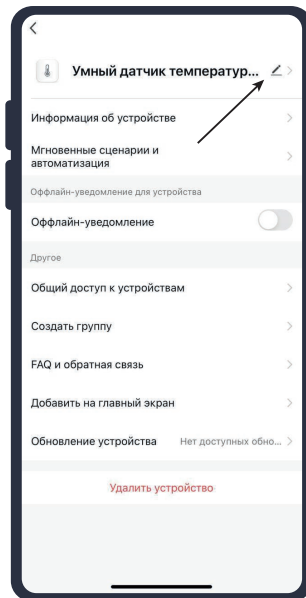 Умный датчик температур...
Информация об устройстве
Мгновенные сценарии и
автоматизация
Оффлайн-уведомление для устройства
Оффлайн-уведомление
Другое
Общий доступ к устройствам
Создать группу
FAQ и обратная связь
Добавить на главный экран
Обновление устройства Нет доступных обно...
Удалить устройство